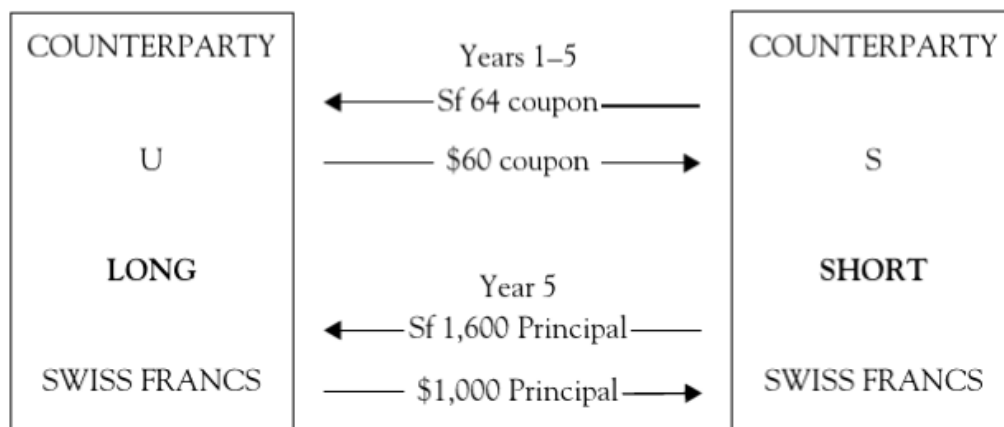 COUNTERPARTY
U
LONG
SWISS FRANCS
Years 1–5
Sf 64 coupon
$60 coupon
Year 5
Sf 1,600 Principal
$1,000 Principal
COUNTERPARTY
S
SHORT
SWISS FRANCS